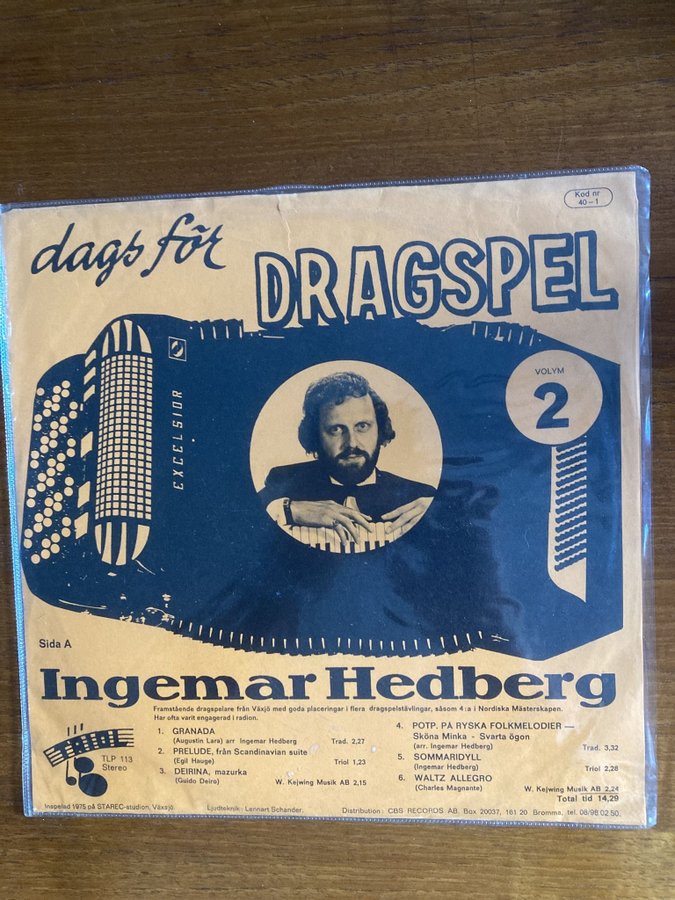 Kod nr
40-1
dags för
DRAGSPEL
VOLYM
2
EXCELSIOR
Sida A
Ingemar Hedberg
Framstående dragspelare från Växjö med goda placeringar i flera dragspelstävlingar, såsom 4:a i Nordiska Mästerskapen.
Har ofta varit engagerad i radion.
1. GRANADA
(Augustin Lara) arr Ingemar Hedberg Trad. 2,27
2. PRELUDE, från Scandinavian suite
(Egil Hauge) Triol 1,23
3. DEIRINA, mazurka
(Guido Deiro) W. Kejwing Musik AB 2,15
4. POTP. PÅ RYSKA FOLKMELODIER —
Sköna Minka - Svarta ögon
(arr. Ingemar Hedberg) Trad. 3,32
5. SOMMARIDYLL
(Ingemar Hedberg) Triol 2,28
6. WALTZ ALLEGRO
(Charles Magnante) W. Kejwing Musik AB 2,24
Total tid 14,29
TRIOL
TLP 113
Stereo
Inspelad 1975 på STAREC-studion, Växjö. Ljudteknik: Lennart Schander. Distribution: CBS RECORDS AB. Box 20037, 161 20 Bromma, tel. 08/98 02 50.